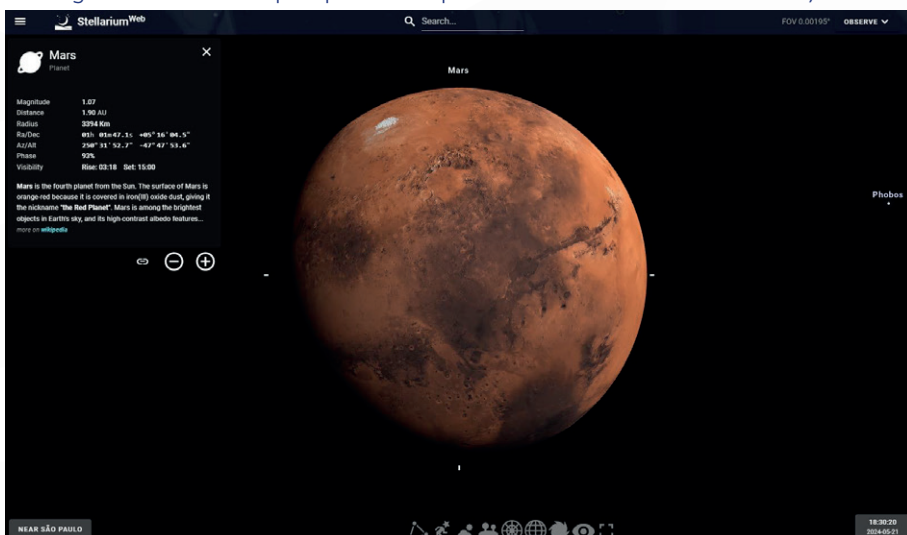 Stellarium Web
Search...
FOV 0.00195°
OBSERVE
Mars
Planet
Magnitude 1.07
Distance 1.90 AU
Radius 3394 Km
Ra/Dec 01h 01m47.1s +05°16'04.5"
Az/Alt 250°31'52.7" -47°47'53.6"
Phase 93%
Visibility Rise: 03:18 Set: 15:00
Mars is the fourth planet from the Sun. The surface of Mars is
orange-red because it is covered in iron(III) oxide dust, giving it
the nickname "the Red Planet". Mars is among the brightest
objects in Earth's sky, and its high-contrast albedo features...
more on wikipedia
Mars
Phobos
NEAR SÃO PAULO
18:30:20
2024-05-21